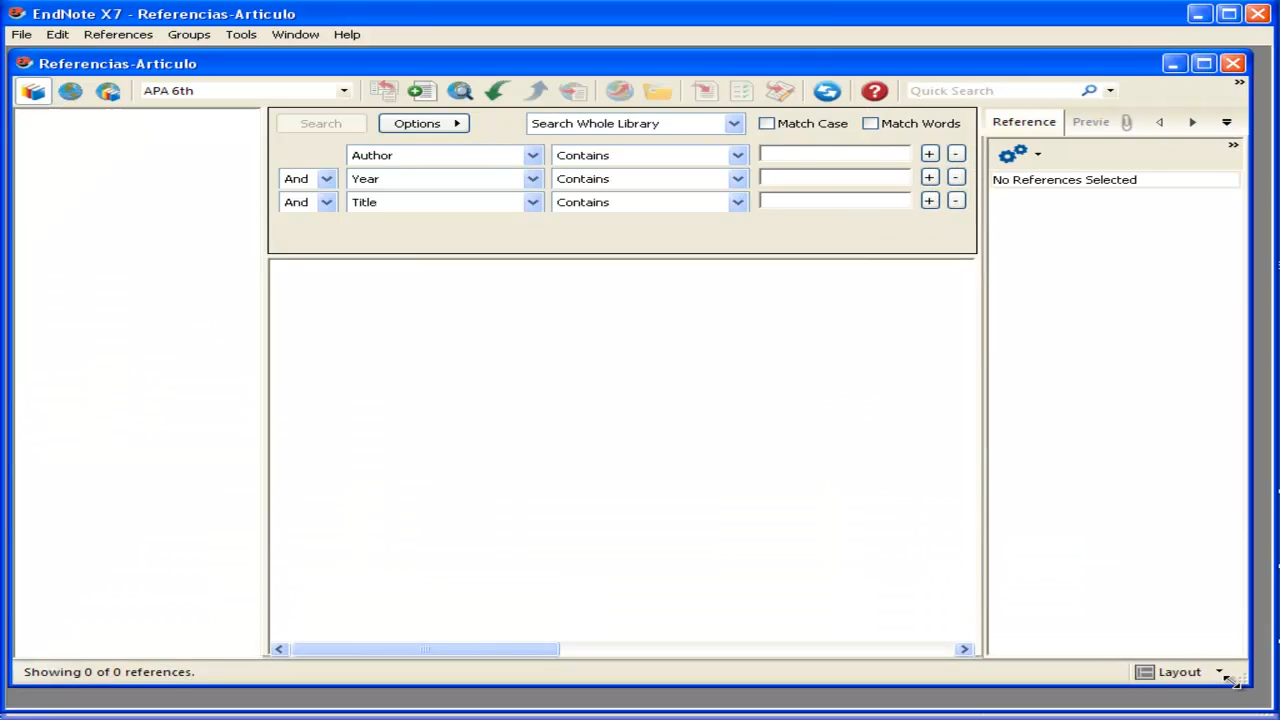 EndNote X7 - Referencias-Articulo
File Edit References Groups Tools Window Help
Referencias-Articulo
APA 6th Quick Search
Search Options Search Whole Library Match Case Match Words
Author Contains
And Year Contains
And Title Contains
Reference Previe
No References Selected
Showing 0 of 0 references.
Layout